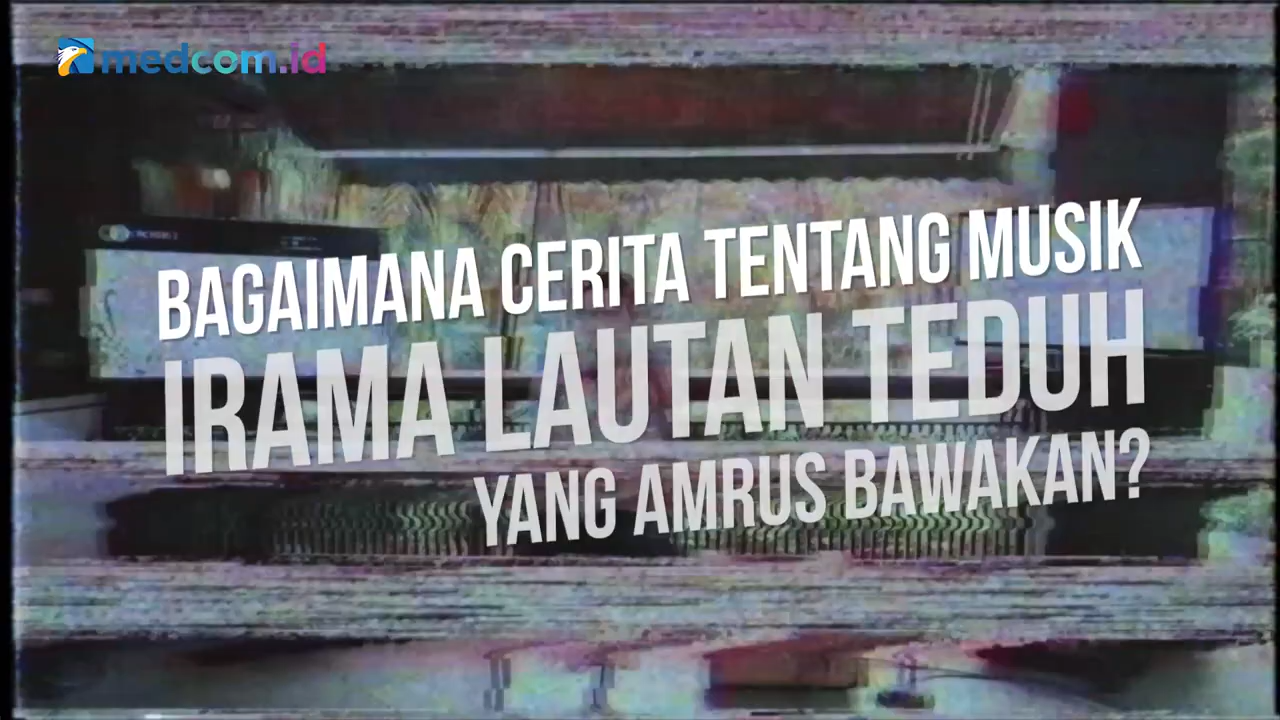 medcom.id
BAGAIMANA CERITA TENTANG MUSIK
IRAMA LAUTAN TEDUH
YANG AMRUS BAWAKAN?